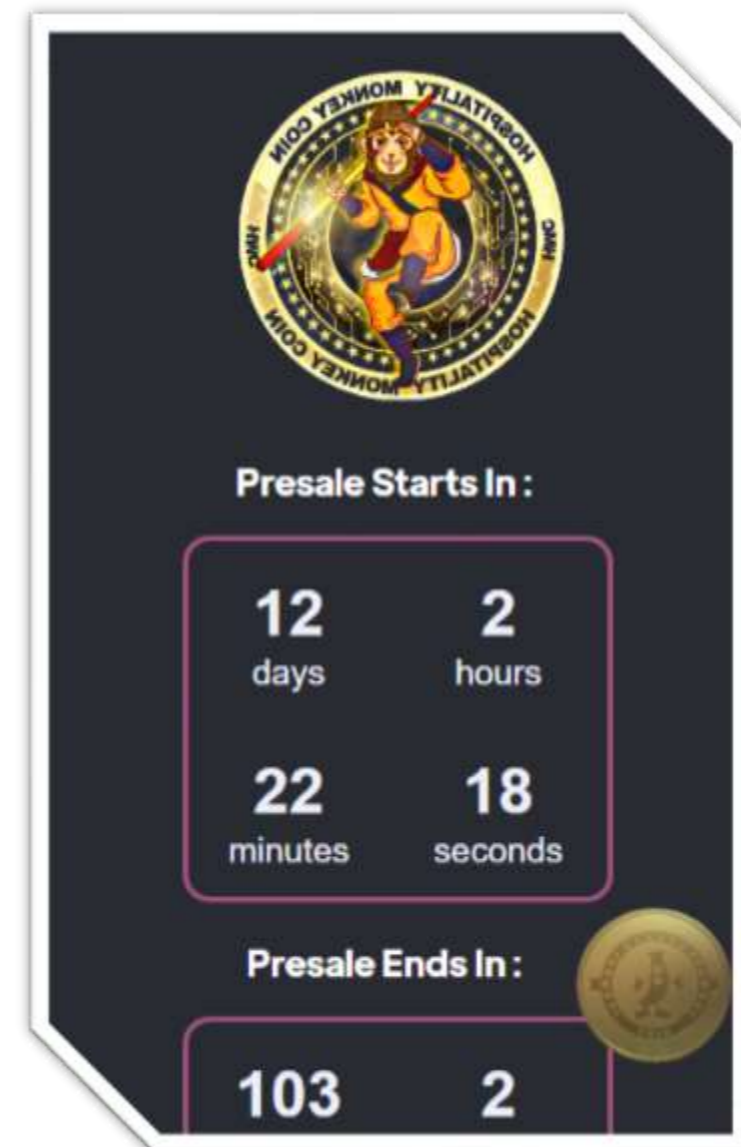 HOSPITALITY MONKEY COIN
HMC
HMC
HOSPITALITY MONKEY COIN
Presale Starts In :
12 2
days hours
22 18
minutes seconds
Presale Ends In :
103 2